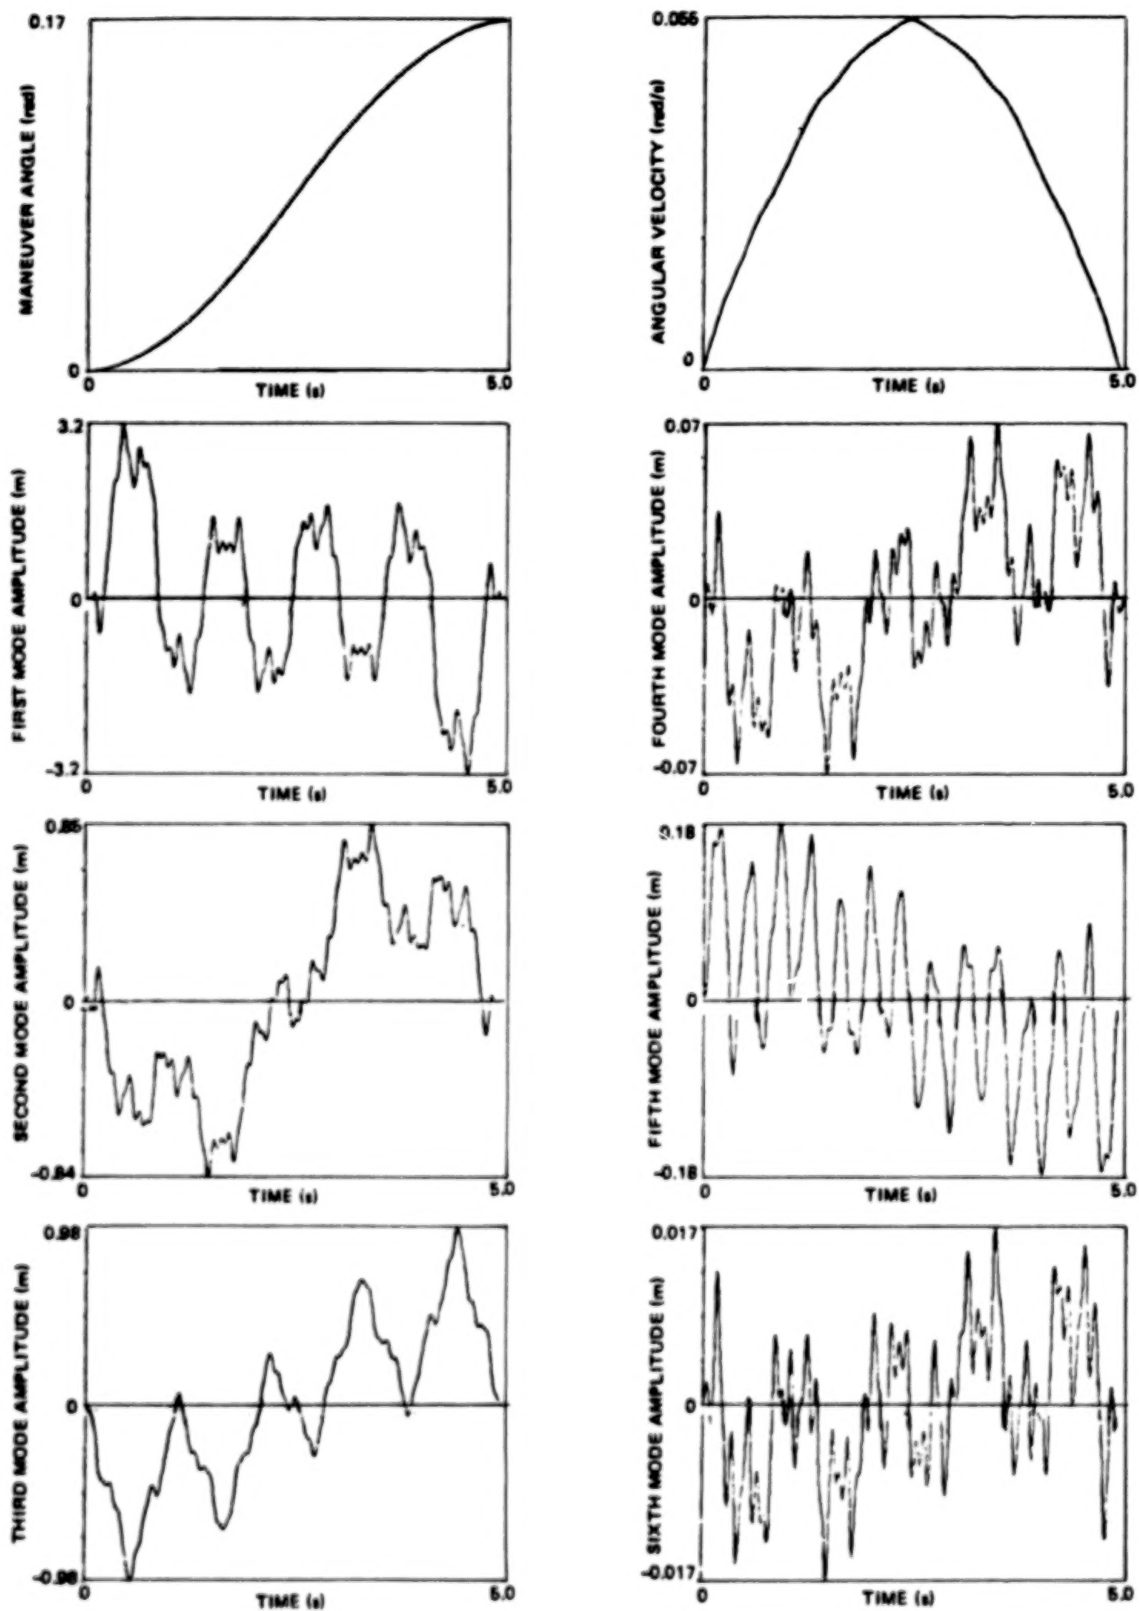 0.17
MANEUVER ANGLE (rad)
0
0
TIME (s)
5.0
0.055
ANGULAR VELOCITY (rad/s)
0
0
TIME (s)
5.0
3.2
FIRST MODE AMPLITUDE (m)
0
-3.2
0
TIME (s)
5.0
0.07
FOURTH MODE AMPLITUDE (m)
0
-0.07
0
TIME (s)
5.0
0.85
SECOND MODE AMPLITUDE (m)
0
-0.84
0
TIME (s)
5.0
0.18
FIFTH MODE AMPLITUDE (m)
0
-0.18
0
TIME (s)
5.0
0.98
THIRD MODE AMPLITUDE (m)
0
-0.98
0
TIME (s)
5.0
0.017
SIXTH MODE AMPLITUDE (m)
0
-0.017
0
TIME (s)
5.0